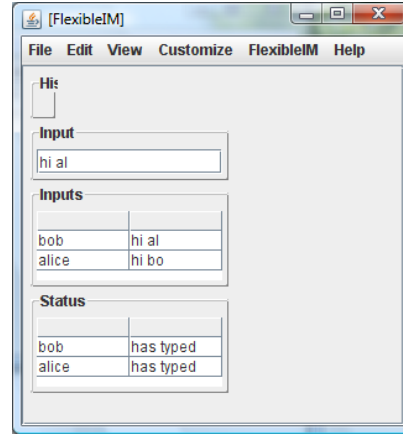 [FlexibleIM]
File Edit View Customize FlexibleIM Help
His
Input
hi al
Inputs
bob hi al
alice hi bo
Status
bob has typed
alice has typed